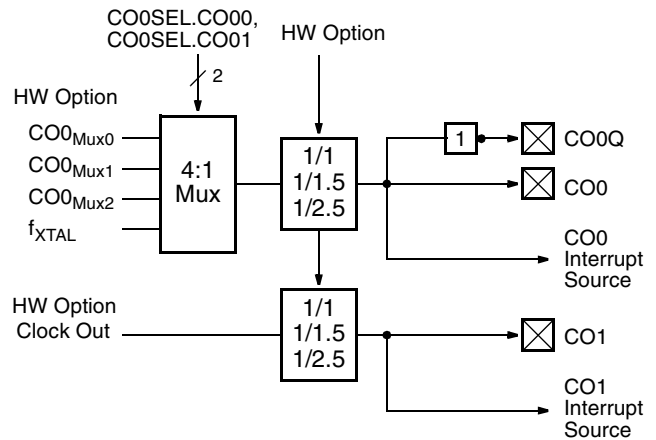 CO0SEL.CO00,
CO0SEL.CO01
HW Option
2
HW Option
CO0Mux0
CO0Mux1
CO0Mux2
fXTAL
4:1
Mux
1/1
1/1.5
1/2.5
1
CO0Q
CO0
CO0
Interrupt
Source
HW Option
Clock Out
1/1
1/1.5
1/2.5
CO1
CO1
Interrupt
Source